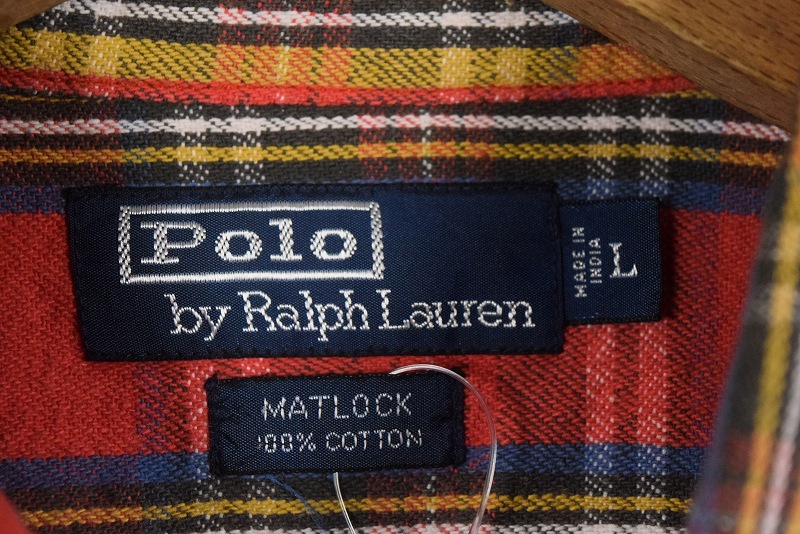 Polo
by Ralph Lauren
MADE IN
INDIA
L
MATLOCK
100% COTTON